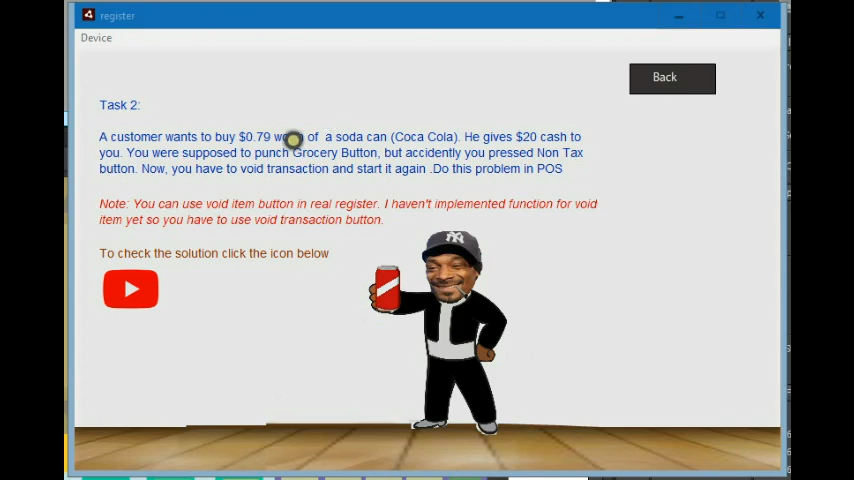 register
Device
Back
Task 2:
A customer wants to buy $0.79 of a soda can (Coca Cola). He gives $20 cash to
you. You were supposed to punch Grocery Button, but accidently you pressed Non Tax
button. Now, you have to void transaction and start it again .Do this problem in POS
Note: You can use void item button in real register. I haven't implemented function for void
item yet so you have to use void transaction button.
To check the solution click the icon below